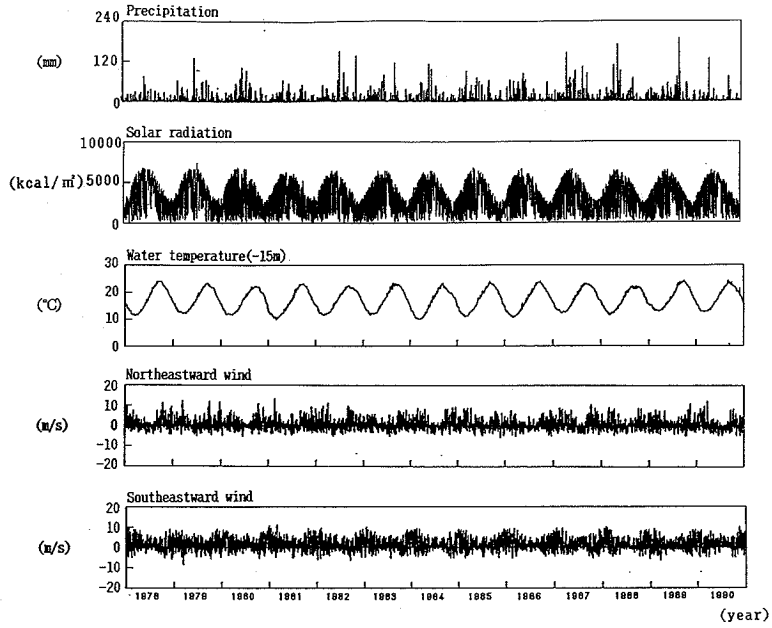 Precipitation
240
(mm)
120
0
Solar radiation
10000
(kcal/㎡)5000
0
Water temperature(-15m)
30
(℃)
20
10
0
Northeastward wind
20
10
(m/s)
0
-10
-20
Southeastward wind
20
10
(m/s)
0
-10
-20
1978 1979 1980 1981 1982 1983 1984 1985 1986 1987 1988 1989 1990
(year)